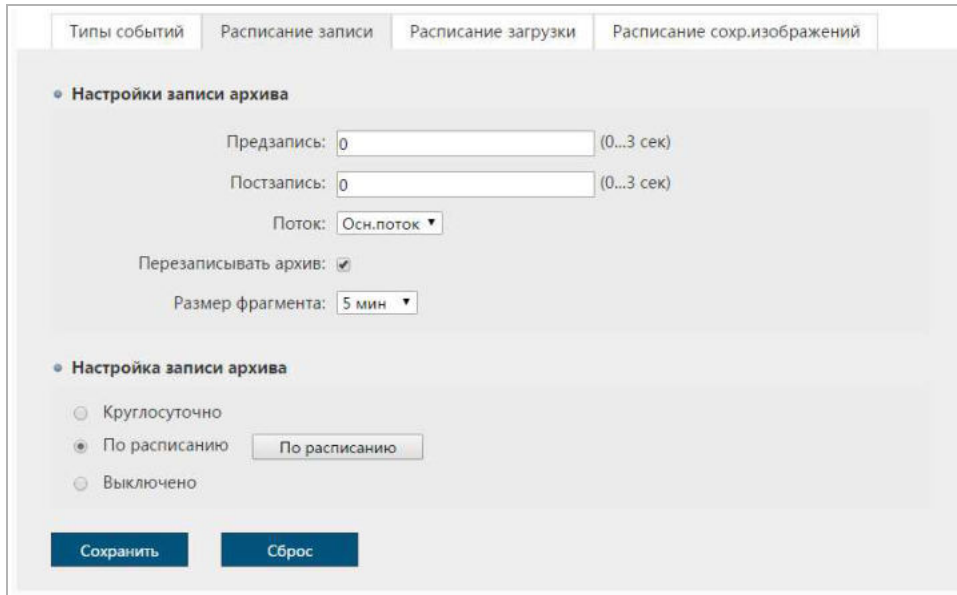 Типы событий Расписание записи Расписание загрузки Расписание сохр.изображений
Настройки записи архива
Предзапись: 0 (0...3 сек)
Постзапись: 0 (0...3 сек)
Поток: Осн.поток
Перезаписывать архив:
Размер фрагмента: 5 мин
Настройка записи архива
Круглосуточно
По расписанию По расписанию
Выключено
Сохранить Сброс